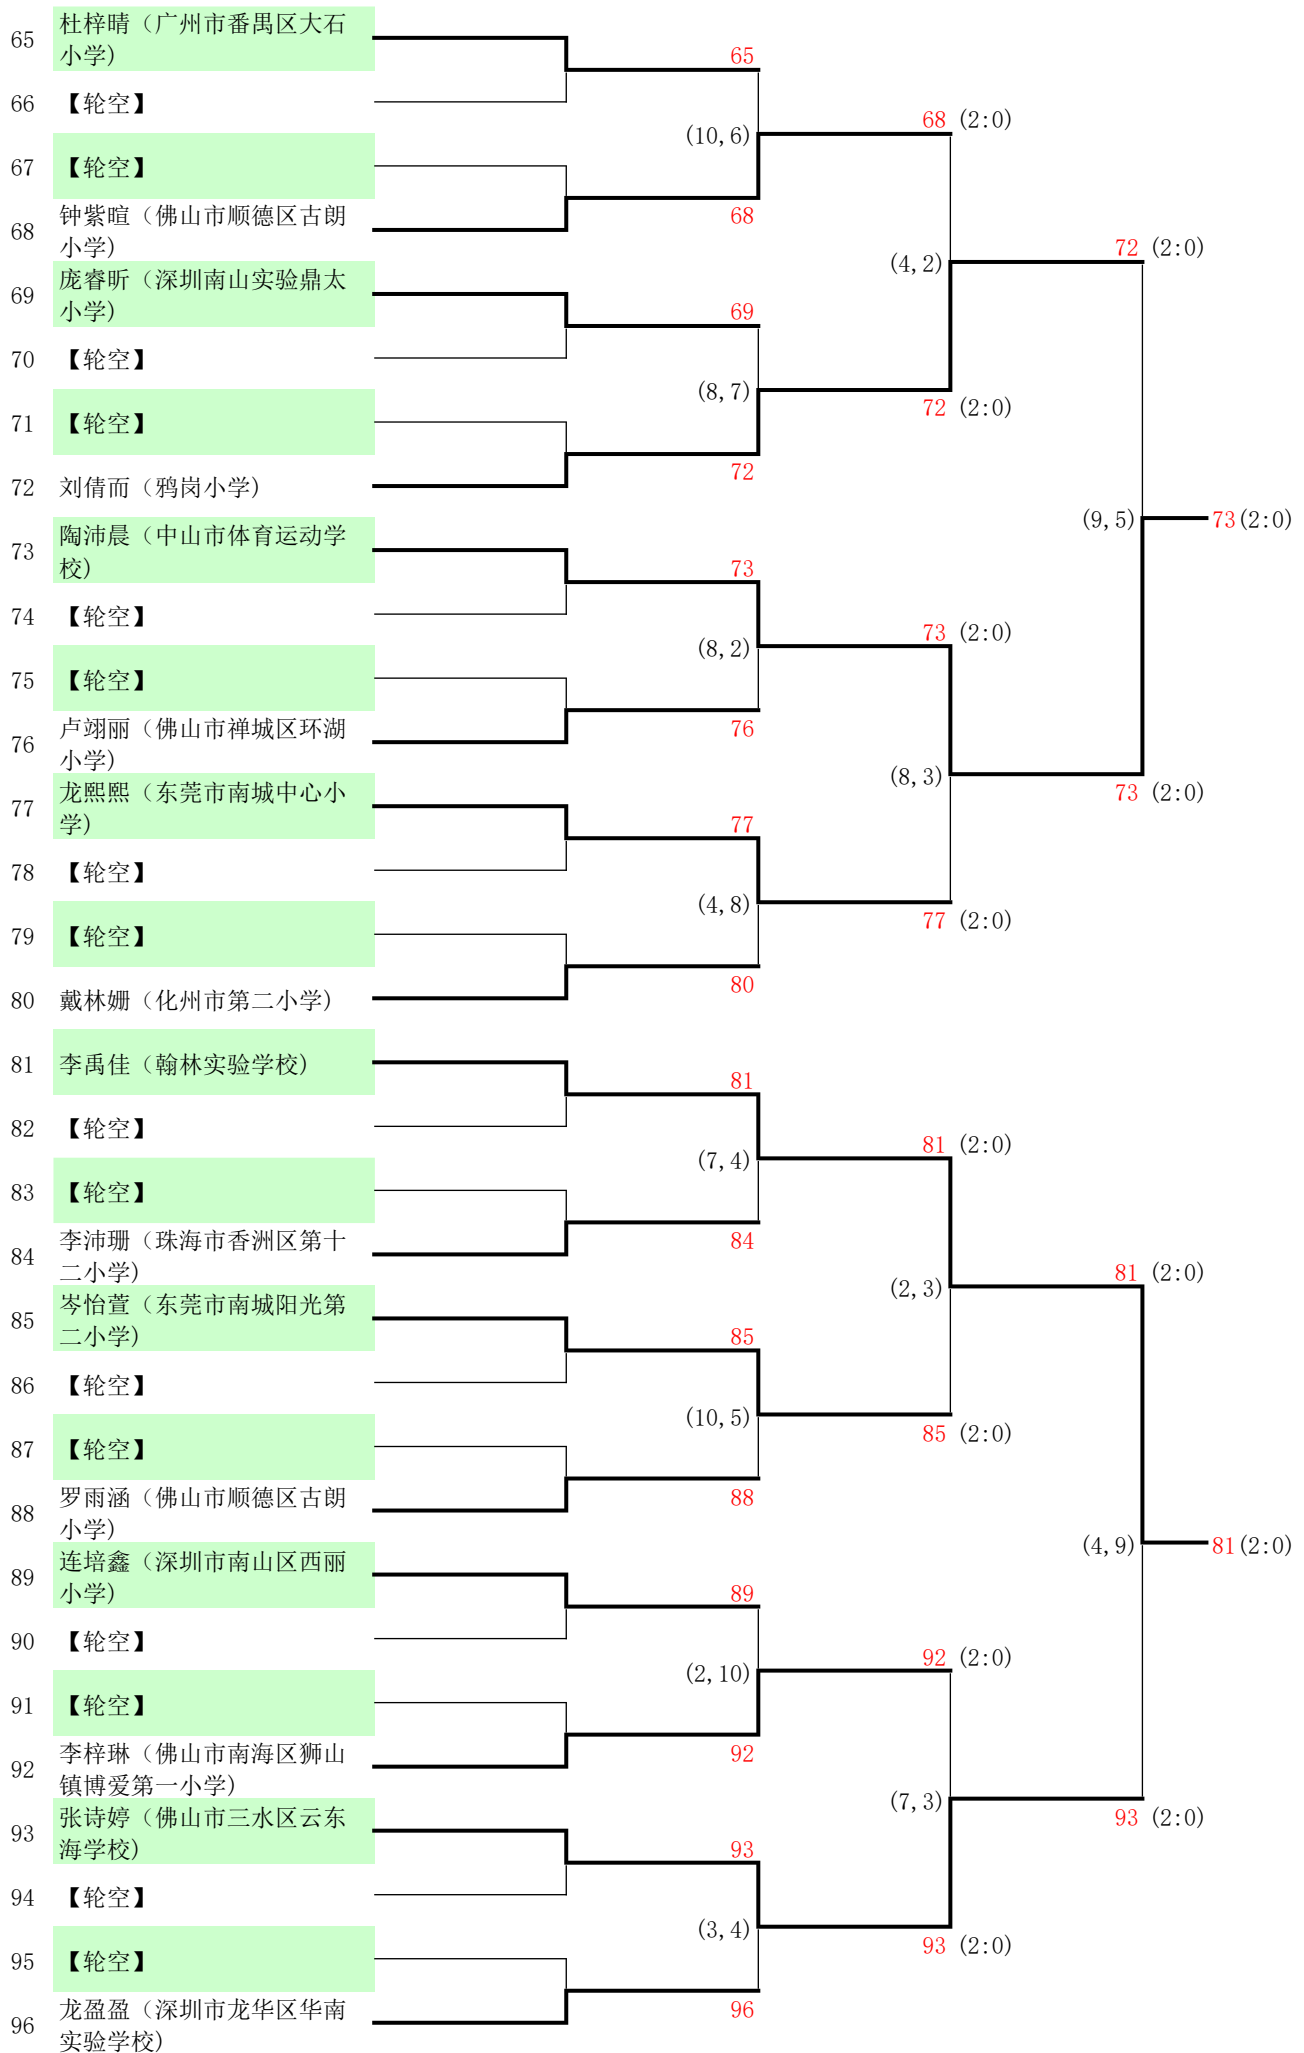 65 杜梓晴（广州市番禺区大石
小学）
65
66 【轮空】
68 (2:0)
(10,6)
67 【轮空】
68
68 钟紫暄（佛山市顺德区古朗
小学）
72 (2:0)
(4,2)
69 庞睿昕（深圳南山实验鼎太
小学）
69
70 【轮空】
(8,7)
72 (2:0)
71 【轮空】
72
72 刘倩而（鸦岗小学）
(9,5)
73(2:0)
73 陶沛晨（中山市体育运动学
校）
73
74 【轮空】
73 (2:0)
(8,2)
75 【轮空】
76
76 卢翊丽（佛山市禅城区环湖
小学）
(8,3)
73 (2:0)
77 龙熙熙（东莞市南城中心小
学）
77
78 【轮空】
(4,8)
77 (2:0)
79 【轮空】
80
80 戴林姗（化州市第二小学）
81 李禹佳（翰林实验学校）
81
82 【轮空】
81 (2:0)
(7,4)
83 【轮空】
84
84 李沛珊（珠海市香洲区第十
二小学）
81 (2:0)
(2,3)
85 岑怡萱（东莞市南城阳光第
二小学）
85
86 【轮空】
(10,5)
85 (2:0)
87 【轮空】
88
88 罗雨涵（佛山市顺德区古朗
小学）
(4,9)
81(2:0)
89 连培鑫（深圳市南山区西丽
小学）
89
90 【轮空】
92 (2:0)
(2,10)
91 【轮空】
92
92 李梓琳（佛山市南海区狮山
镇博爱第一小学）
(7,3)
93 (2:0)
93 张诗婷（佛山市三水区云东
海学校）
93
94 【轮空】
(3,4)
93 (2:0)
95 【轮空】
96
96 龙盈盈（深圳市龙华区华南
实验学校）